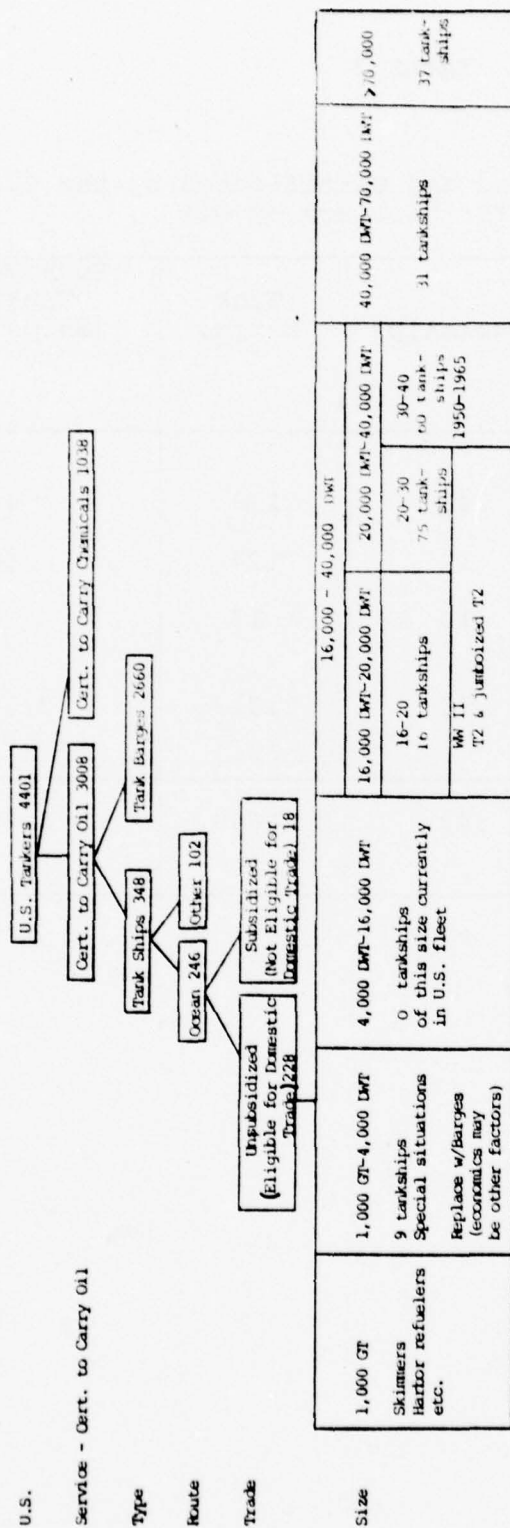 U.S.
U.S. Tankers 4401
Service - Cert. to Carry Oil
Cert. to Carry Oil 3008
Cert. to Carry Chemicals 1038
Type
Tank Ships 348
Tank Barges 2660
Route
Ocean 246
Other 102
Trade
Unsubsidized
(Eligible for Domestic
Trade) 228
Subsidized
(Not Eligible for
Domestic Trade) 18
Size
1,000 GT
Skimmers
Harbor refuelers
etc.
1,000 GT-4,000 DWT
9 tankships
Special situations
Replace w/Barges
(economics may
be other factors)
4,000 DWT-16,000 DWT
0 tankships
of this size currently
in U.S. fleet
16,000 - 40,000 DWT
16,000 DWT-20,000 DWT
16-20
16 tankships
WW II
T2 & jumboized T2
20,000 DWT-40,000 DWT
20-30
75 tank-
ships
30-40
60 tank-
ships
1950-1965
40,000 DWT-70,000 DWT
31 tankships
>70,000
37 tank-
ships